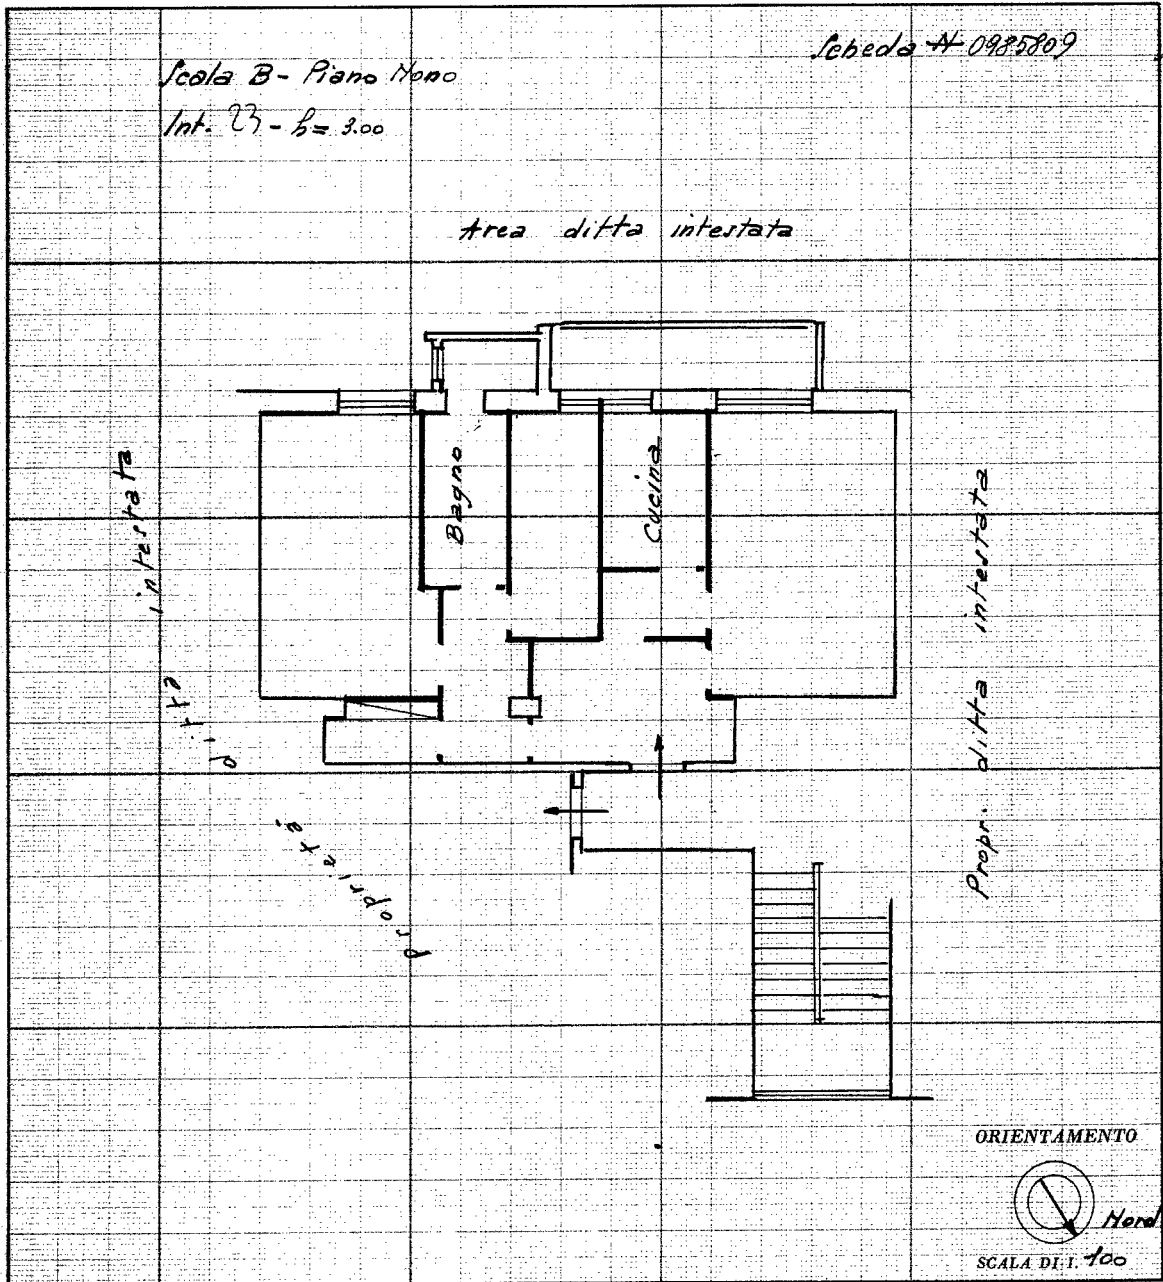 Scheda N 0985809
Scala B - Piano Nono
Int. 23 - h= 3.00
Area ditta intestata
Bagno
Cucina
proprietà ditta intestata
Propr. ditta intestata
ORIENTAMENTO
Nord
SCALA DI 1: 100